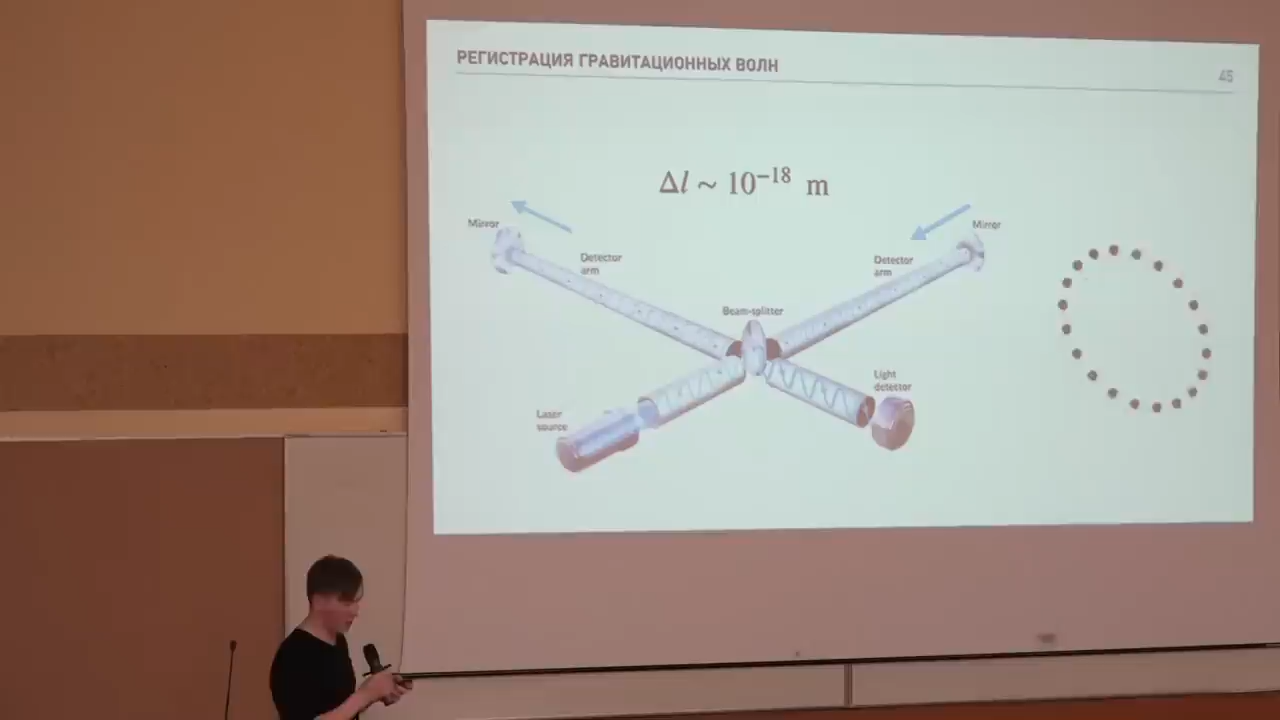 РЕГИСТРАЦИЯ ГРАВИТАЦИОННЫХ ВОЛН
45
Δl ~ 10⁻¹⁸ m
Mirror
Mirror
Detector
arm
Detector
arm
Beam-splitter
Light
detector
Laser
source